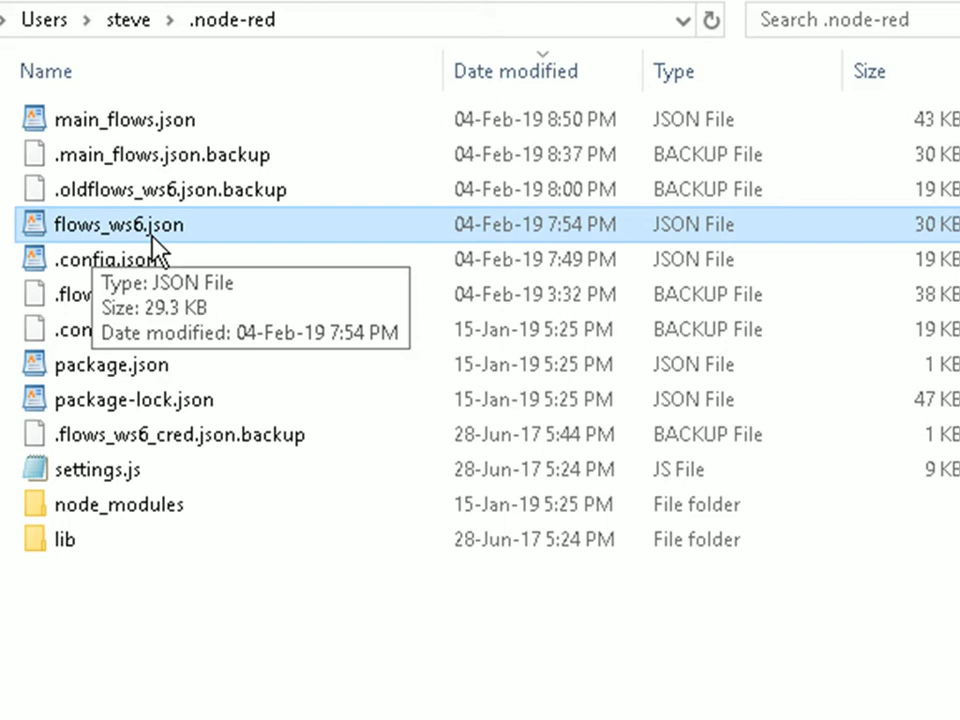 Users > steve > .node-red Search .node-red
Name Date modified Type Size
main_flows.json 04-Feb-19 8:50 PM JSON File 43 KB
.main_flows.json.backup 04-Feb-19 8:37 PM BACKUP File 30 KB
.oldflows_ws6.json.backup 04-Feb-19 8:00 PM BACKUP File 19 KB
flows_ws6.json 04-Feb-19 7:54 PM JSON File 30 KB
.config.json 04-Feb-19 7:49 PM JSON File 19 KB
Type: JSON File
Size: 29.3 KB
Date modified: 04-Feb-19 7:54 PM
.flow 04-Feb-19 3:32 PM BACKUP File 38 KB
.con 15-Jan-19 5:25 PM BACKUP File 19 KB
package.json 15-Jan-19 5:25 PM JSON File 1 KB
package-lock.json 15-Jan-19 5:25 PM JSON File 47 KB
.flows_ws6_cred.json.backup 28-Jun-17 5:44 PM BACKUP File 1 KB
settings.js 28-Jun-17 5:24 PM JS File 9 KB
node_modules 15-Jan-19 5:25 PM File folder
lib 28-Jun-17 5:24 PM File folder